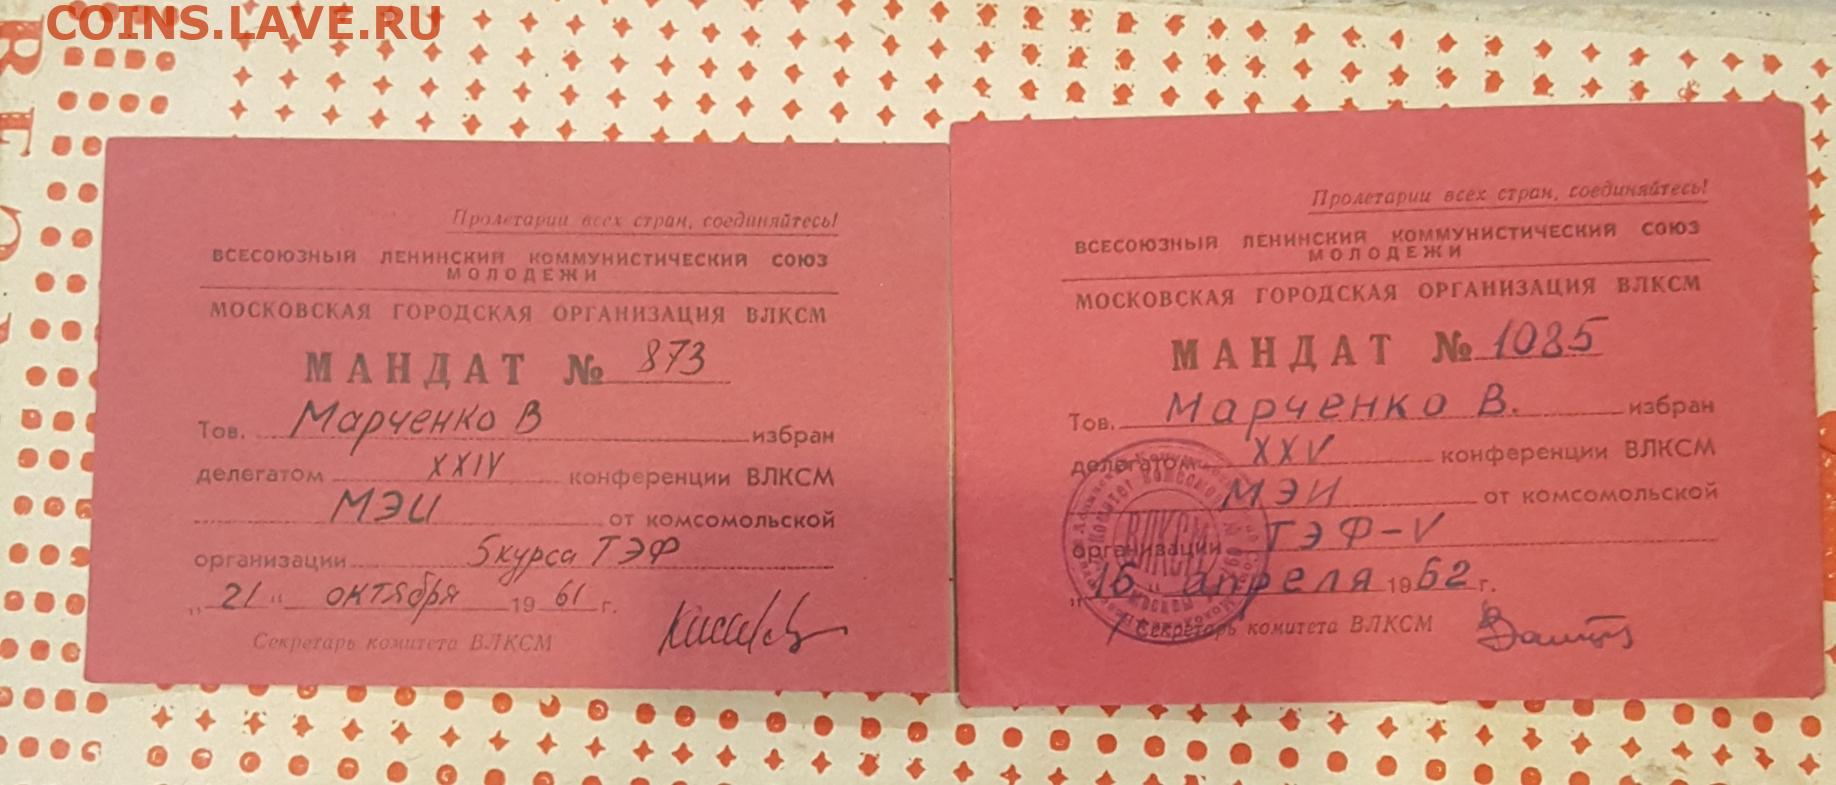 COINS.LAVE.RU
Пролетарии всех стран, соединяйтесь!
ВСЕСОЮЗНЫЙ ЛЕНИНСКИЙ КОММУНИСТИЧЕСКИЙ СОЮЗ
МОЛОДЕЖИ
МОСКОВСКАЯ ГОРОДСКАЯ ОРГАНИЗАЦИЯ ВЛКСМ
МАНДАТ № 873
Тов. Марченко В избран
делегатом XXIV конференции ВЛКСМ
МЭИ от комсомольской
организации 5 курса ТЭФ
„21" октября 1961 г.
Секретарь комитета ВЛКСМ
Пролетарии всех стран, соединяйтесь!
ВСЕСОЮЗНЫЙ ЛЕНИНСКИЙ КОММУНИСТИЧЕСКИЙ СОЮЗ
МОЛОДЕЖИ
МОСКОВСКАЯ ГОРОДСКАЯ ОРГАНИЗАЦИЯ ВЛКСМ
МАНДАТ № 1085
Тов. Марченко В. избран
делегатом XXV конференции ВЛКСМ
МЭИ от комсомольской
организации ТЭФ-V
„16" апреля 1962 г.
Секретарь комитета ВЛКСМ
ВЛКСМ